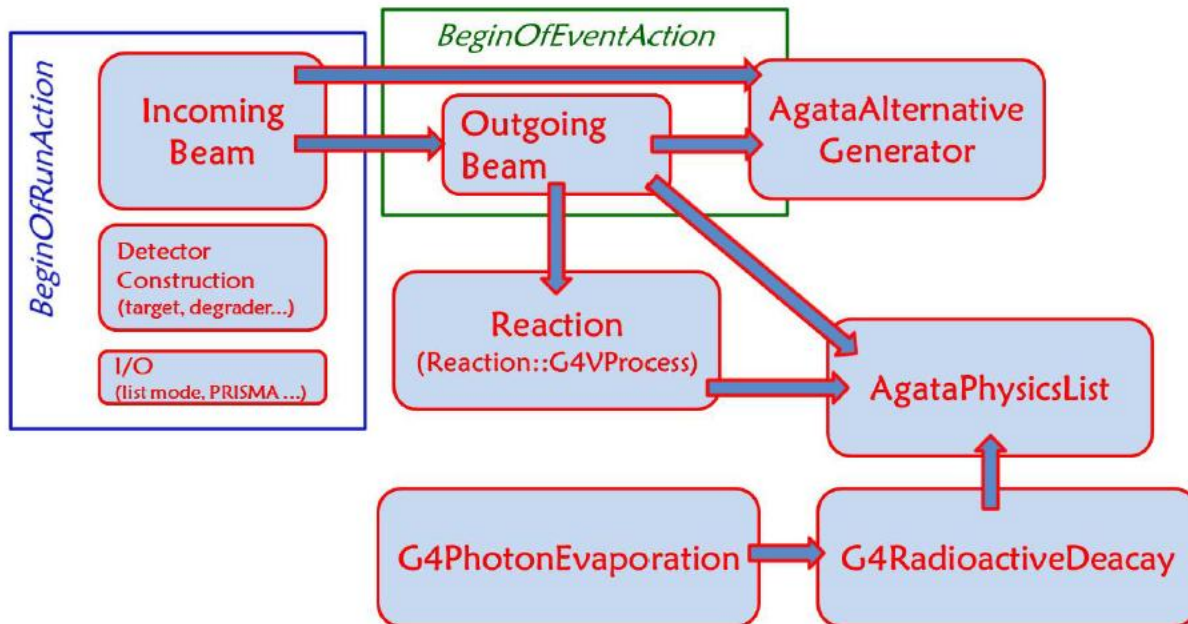 BeginOfRunAction
Incoming
Beam
Detector
Construction
(target, degrader...)
I/O
(list mode, PRISMA ...)
BeginOfEventAction
Outgoing
Beam
AgataAlternative
Generator
Reaction
(Reaction::G4VProcess)
AgataPhysicsList
G4PhotonEvaporation
G4RadioactiveDeacay